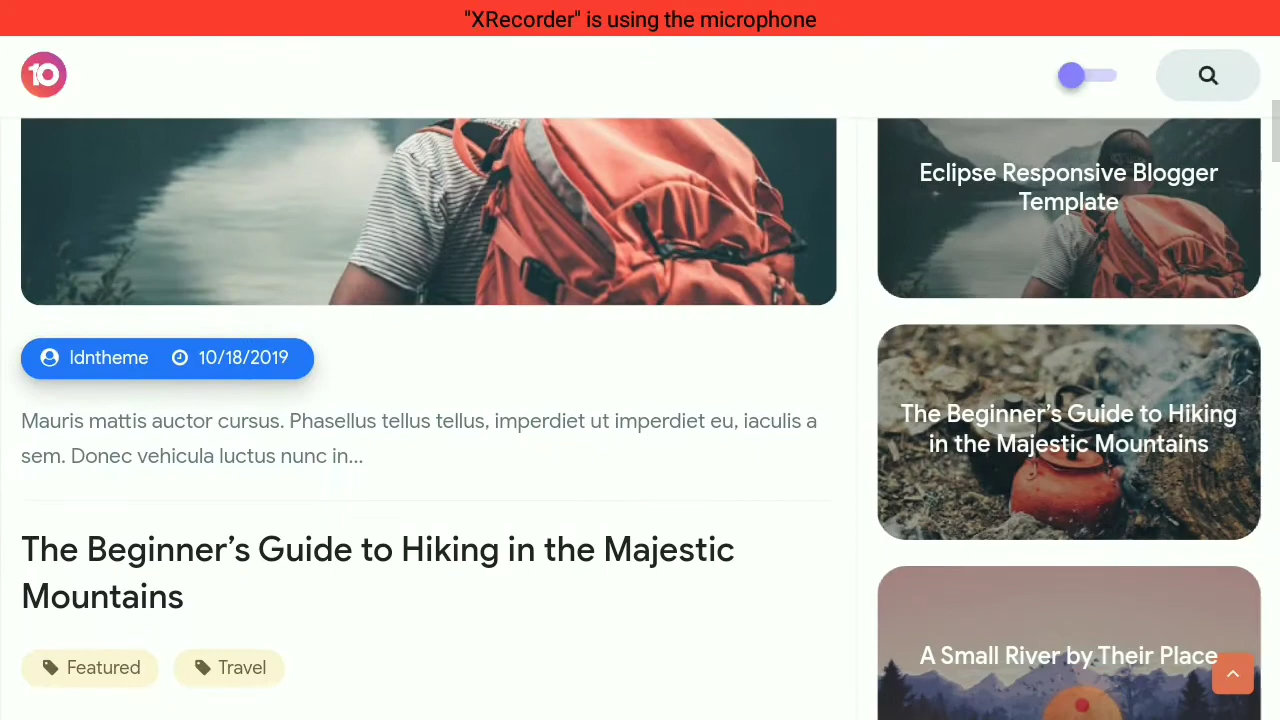 "XRecorder" is using the microphone
10
Eclipse Responsive Blogger
Template
ldntheme 10/18/2019
Mauris mattis auctor cursus. Phasellus tellus tellus, imperdiet ut imperdiet eu, iaculis a
sem. Donec vehicula luctus nunc in...
The Beginner’s Guide to Hiking
in the Majestic Mountains
The Beginner’s Guide to Hiking in the Majestic
Mountains
Featured Travel
A Small River by Their Place